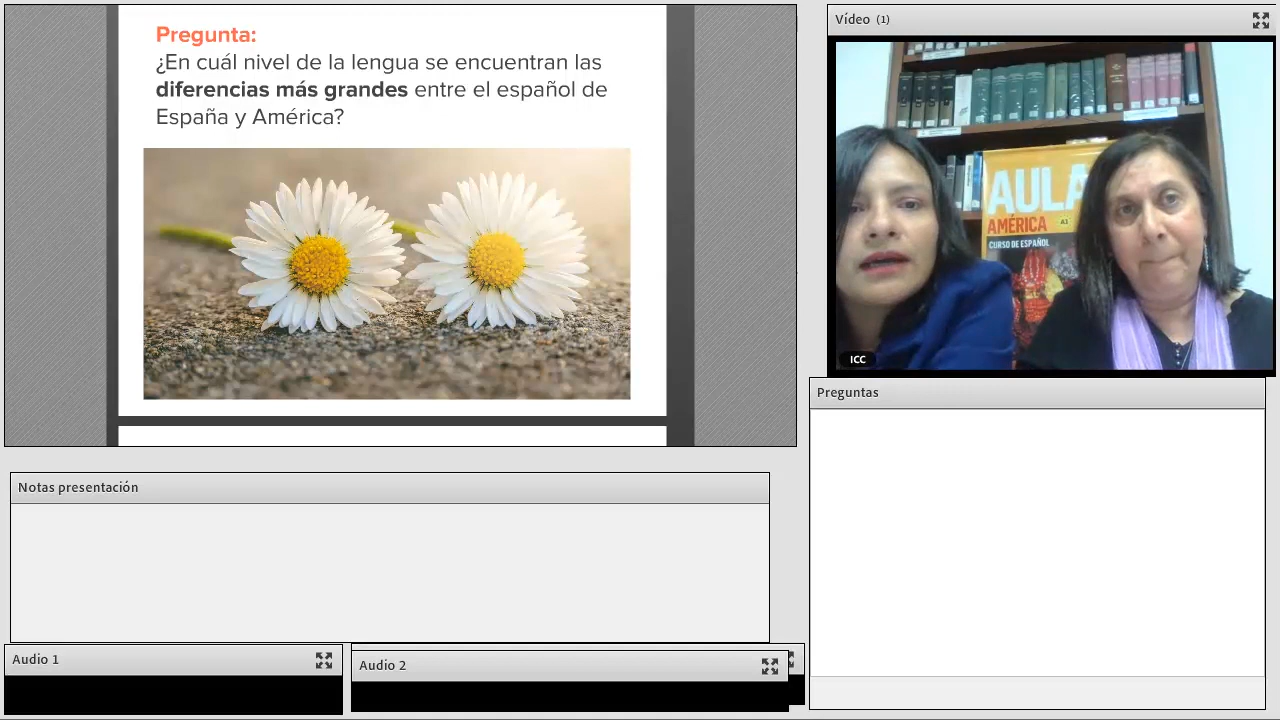 Pregunta:
¿En cuál nivel de la lengua se encuentran las
diferencias más grandes entre el español de
España y América?
Vídeo (1)
AULA
AMÉRICA
A1
CURSO DE ESPAÑOL
ICC
Preguntas
Notas presentación
Audio 1
Audio 2